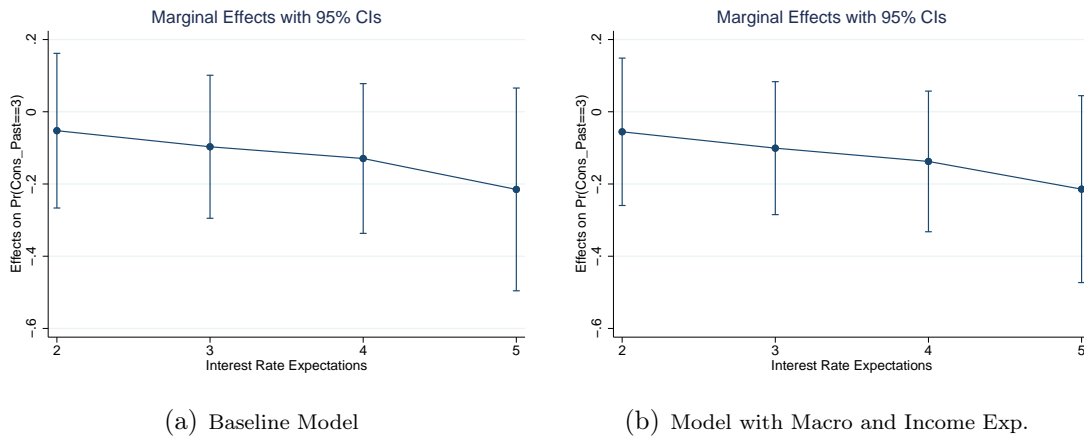 Marginal Effects with 95% CIs
Effects on Pr(Cons_Past==3)
.2
0
-.2
-.4
-.6
2 3 4 5
Interest Rate Expectations
(a) Baseline Model
Marginal Effects with 95% CIs
Effects on Pr(Cons_Past==3)
.2
0
-.2
-.4
-.6
2 3 4 5
Interest Rate Expectations
(b) Model with Macro and Income Exp.